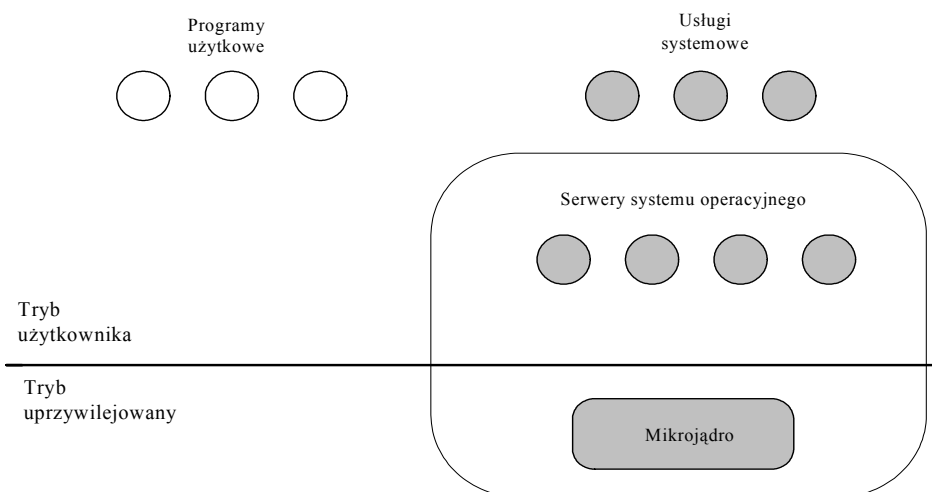 Programy
użytkowe
Usługi
systemowe
Serwery systemu operacyjnego
Tryb
użytkownika
Tryb
uprzywilejowany
Mikrojądro